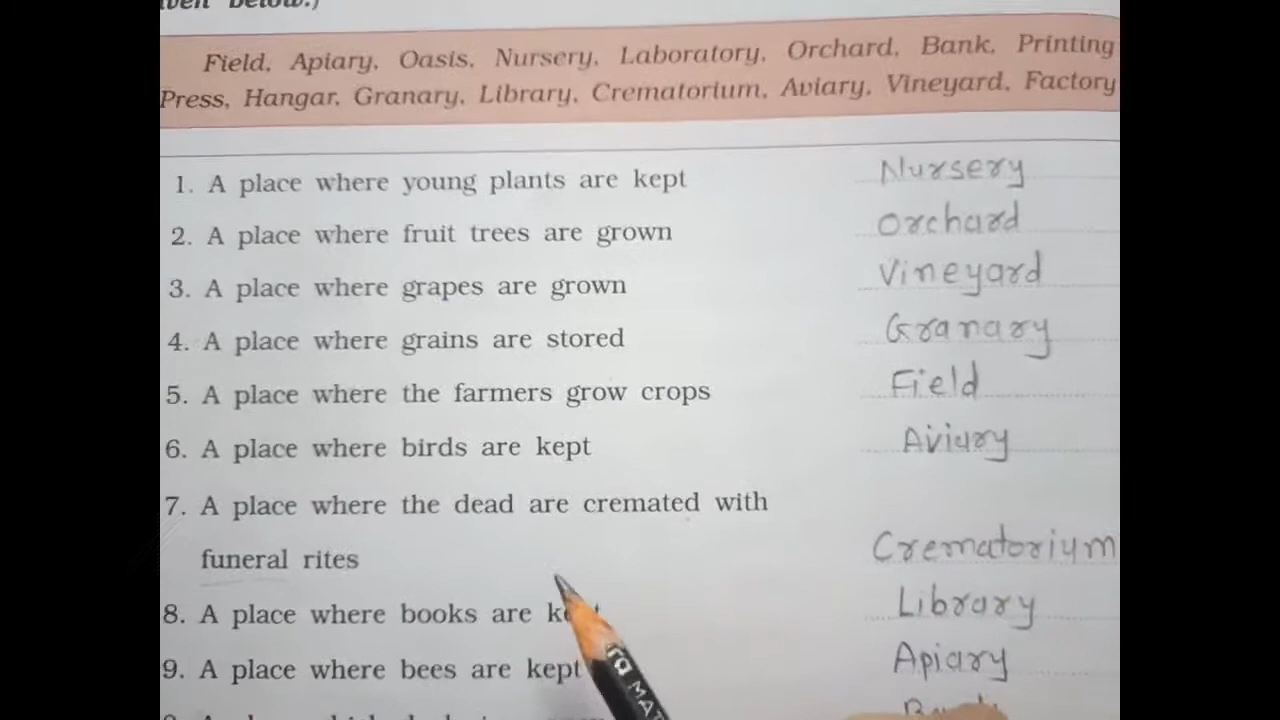 below.)
Field, Apiary, Oasis, Nursery, Laboratory, Orchard, Bank, Printing
Press, Hangar, Granary, Library, Crematorium, Aviary, Vineyard, Factory
1. A place where young plants are kept Nursery
2. A place where fruit trees are grown Orchard
3. A place where grapes are grown Vineyard
4. A place where grains are stored Granary
5. A place where the farmers grow crops Field
6. A place where birds are kept Aviary
7. A place where the dead are cremated with
funeral rites Crematorium
8. A place where books are Library
9. A place where bees are kept Apiary